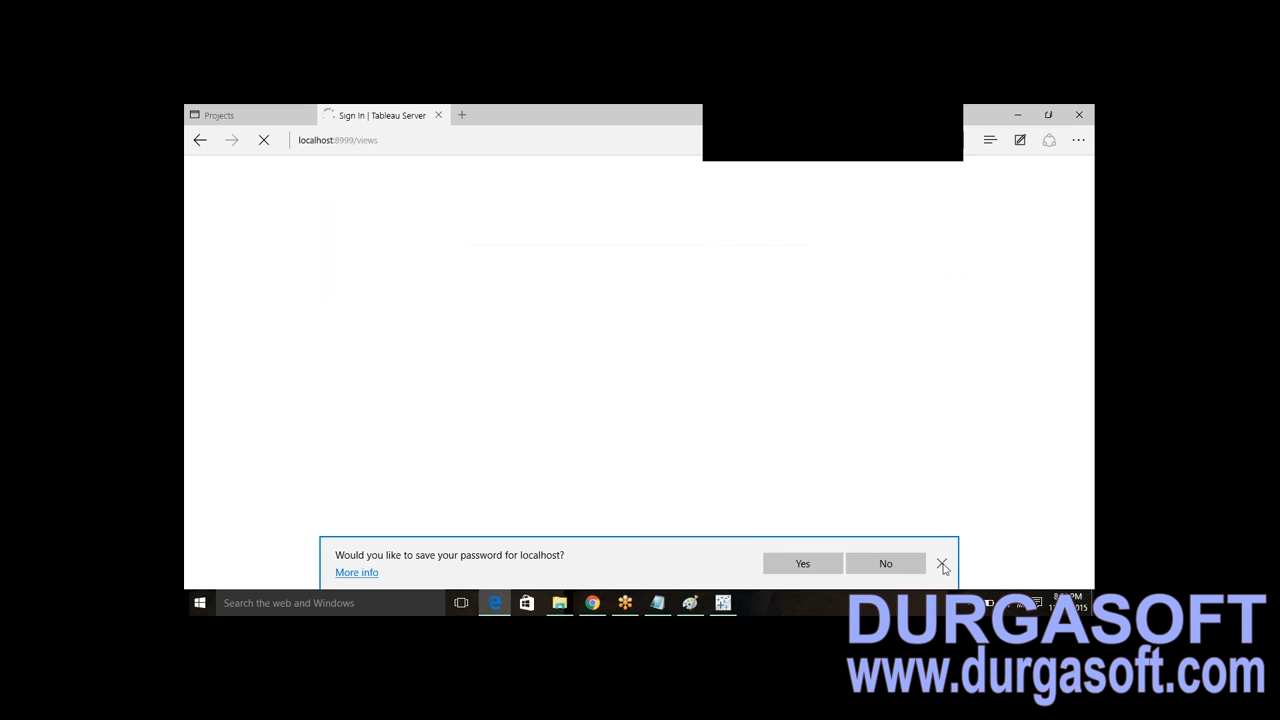 Projects
Sign In | Tableau Server
localhost:8999/views
Would you like to save your password for localhost?
More info
Yes
No
Search the web and Windows
DURGASOFT
www.durgasoft.com